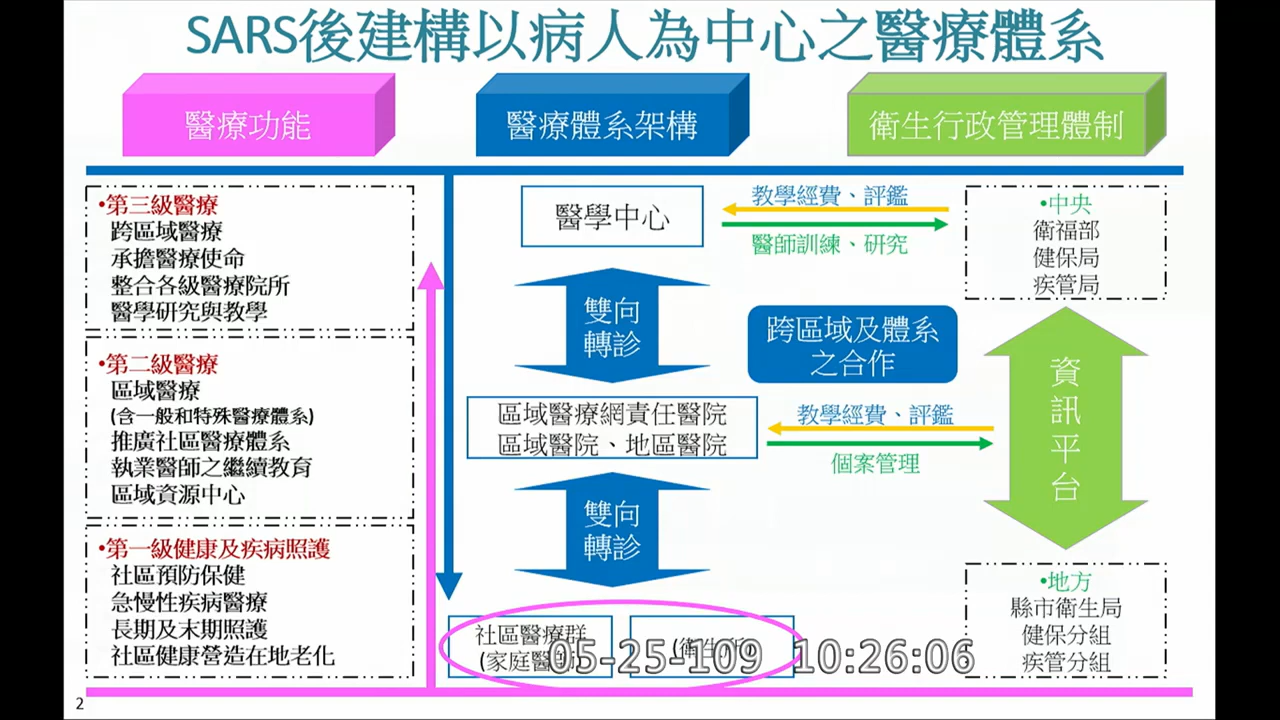 SARS後建構以病人為中心之醫療體系
醫療功能
醫療體系架構
衛生行政管理體制
•第三級醫療
跨區域醫療
承擔醫療使命
整合各級醫療院所
醫學研究與教學
•第二級醫療
區域醫療
(含一般和特殊醫療體系)
推廣社區醫療體系
執業醫師之繼續教育
區域資源中心
•第一級健康及疾病照護
社區預防保健
急慢性疾病醫療
長期及末期照護
社區健康營造在地老化
醫學中心
雙向
轉診
區域醫療網責任醫院
區域醫院、地區醫院
雙向
轉診
社區醫療群
(家庭醫師)
(衛生所)
教學經費、評鑑
醫師訓練、研究
跨區域及體系
之合作
教學經費、評鑑
個案管理
•中央
衛福部
健保局
疾管局
資訊平台
•地方
縣市衛生局
健保分組
疾管分組
05-25-109 10:26:06
2